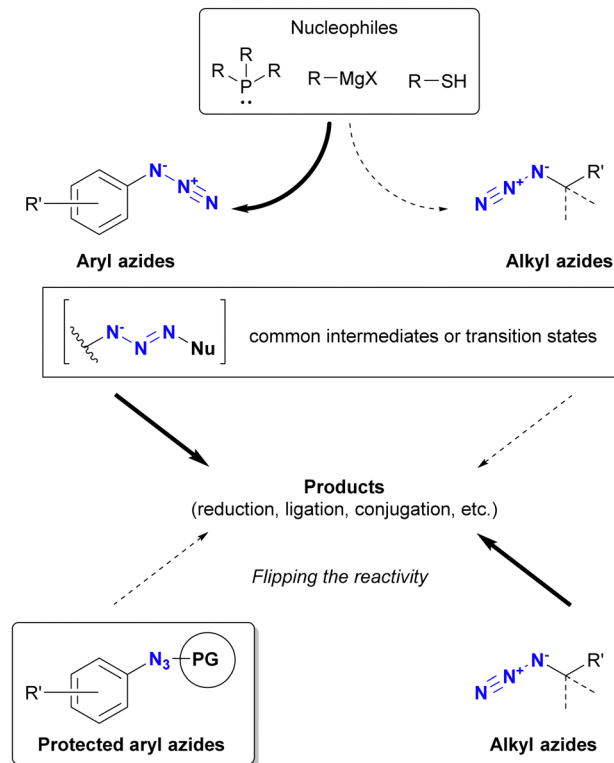 Nucleophiles
R
R R
P
••
R–MgX
R–SH
N⁻ N⁺ N
R'
Aryl azides
N N⁺ N⁻ R'
Alkyl azides
N⁻ N N Nu
common intermediates or transition states
Products
(reduction, ligation, conjugation, etc.)
Flipping the reactivity
N₃ PG
R'
Protected aryl azides
N N⁺ N⁻ R'
Alkyl azides